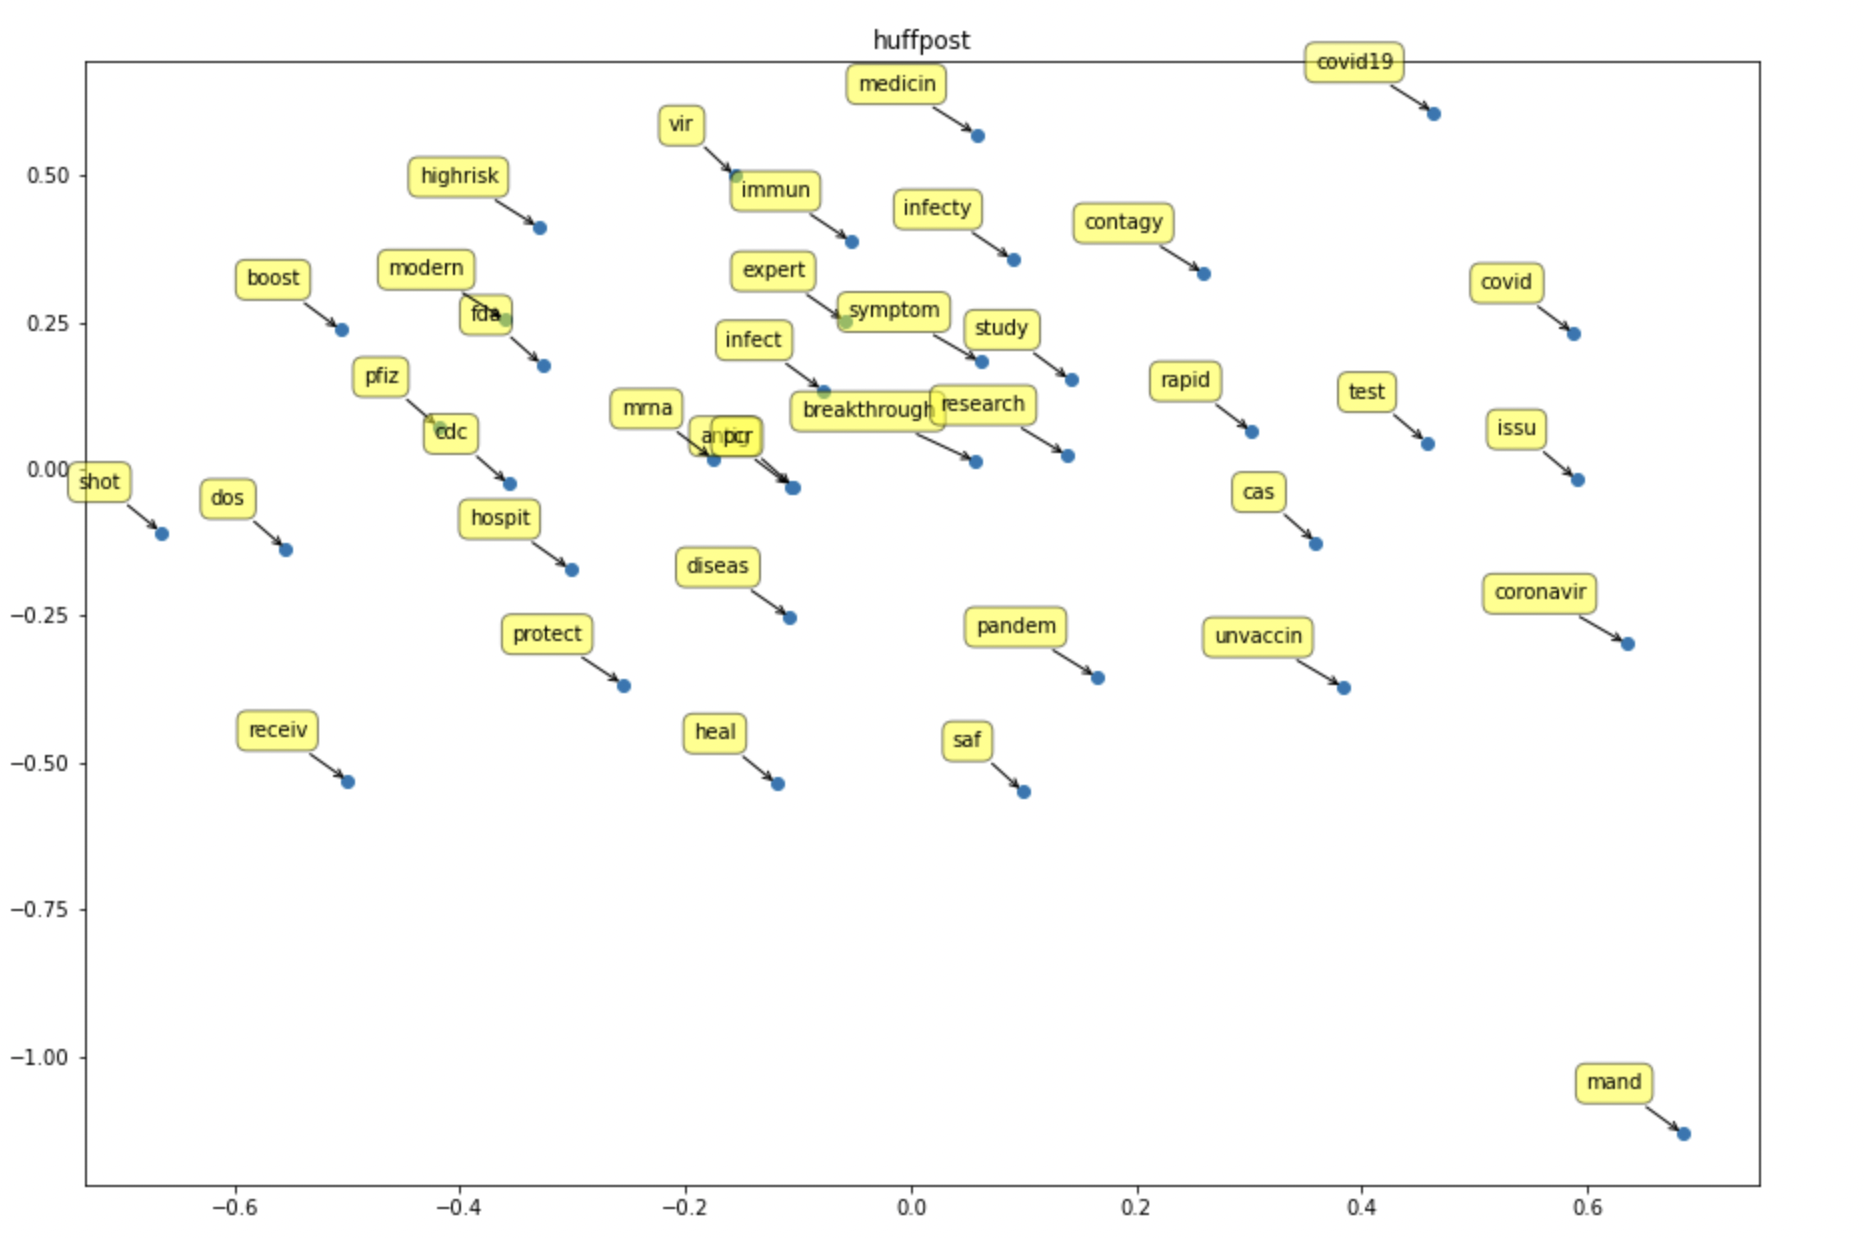 huffpost
covid19
medicin
vir
highrisk
immun
infecty
contagy
modern
boost
expert
covid
fda
symptom
study
infect
pfiz
rapid
test
mrna
breakthrough
research
cdc
pcr
issu
shot
dos
cas
hospit
diseas
coronavir
protect
pandem
unvaccin
receiv
heal
saf
mand
0.50
0.25
0.00
−0.25
−0.50
−0.75
−1.00
−0.6
−0.4
−0.2
0.0
0.2
0.4
0.6